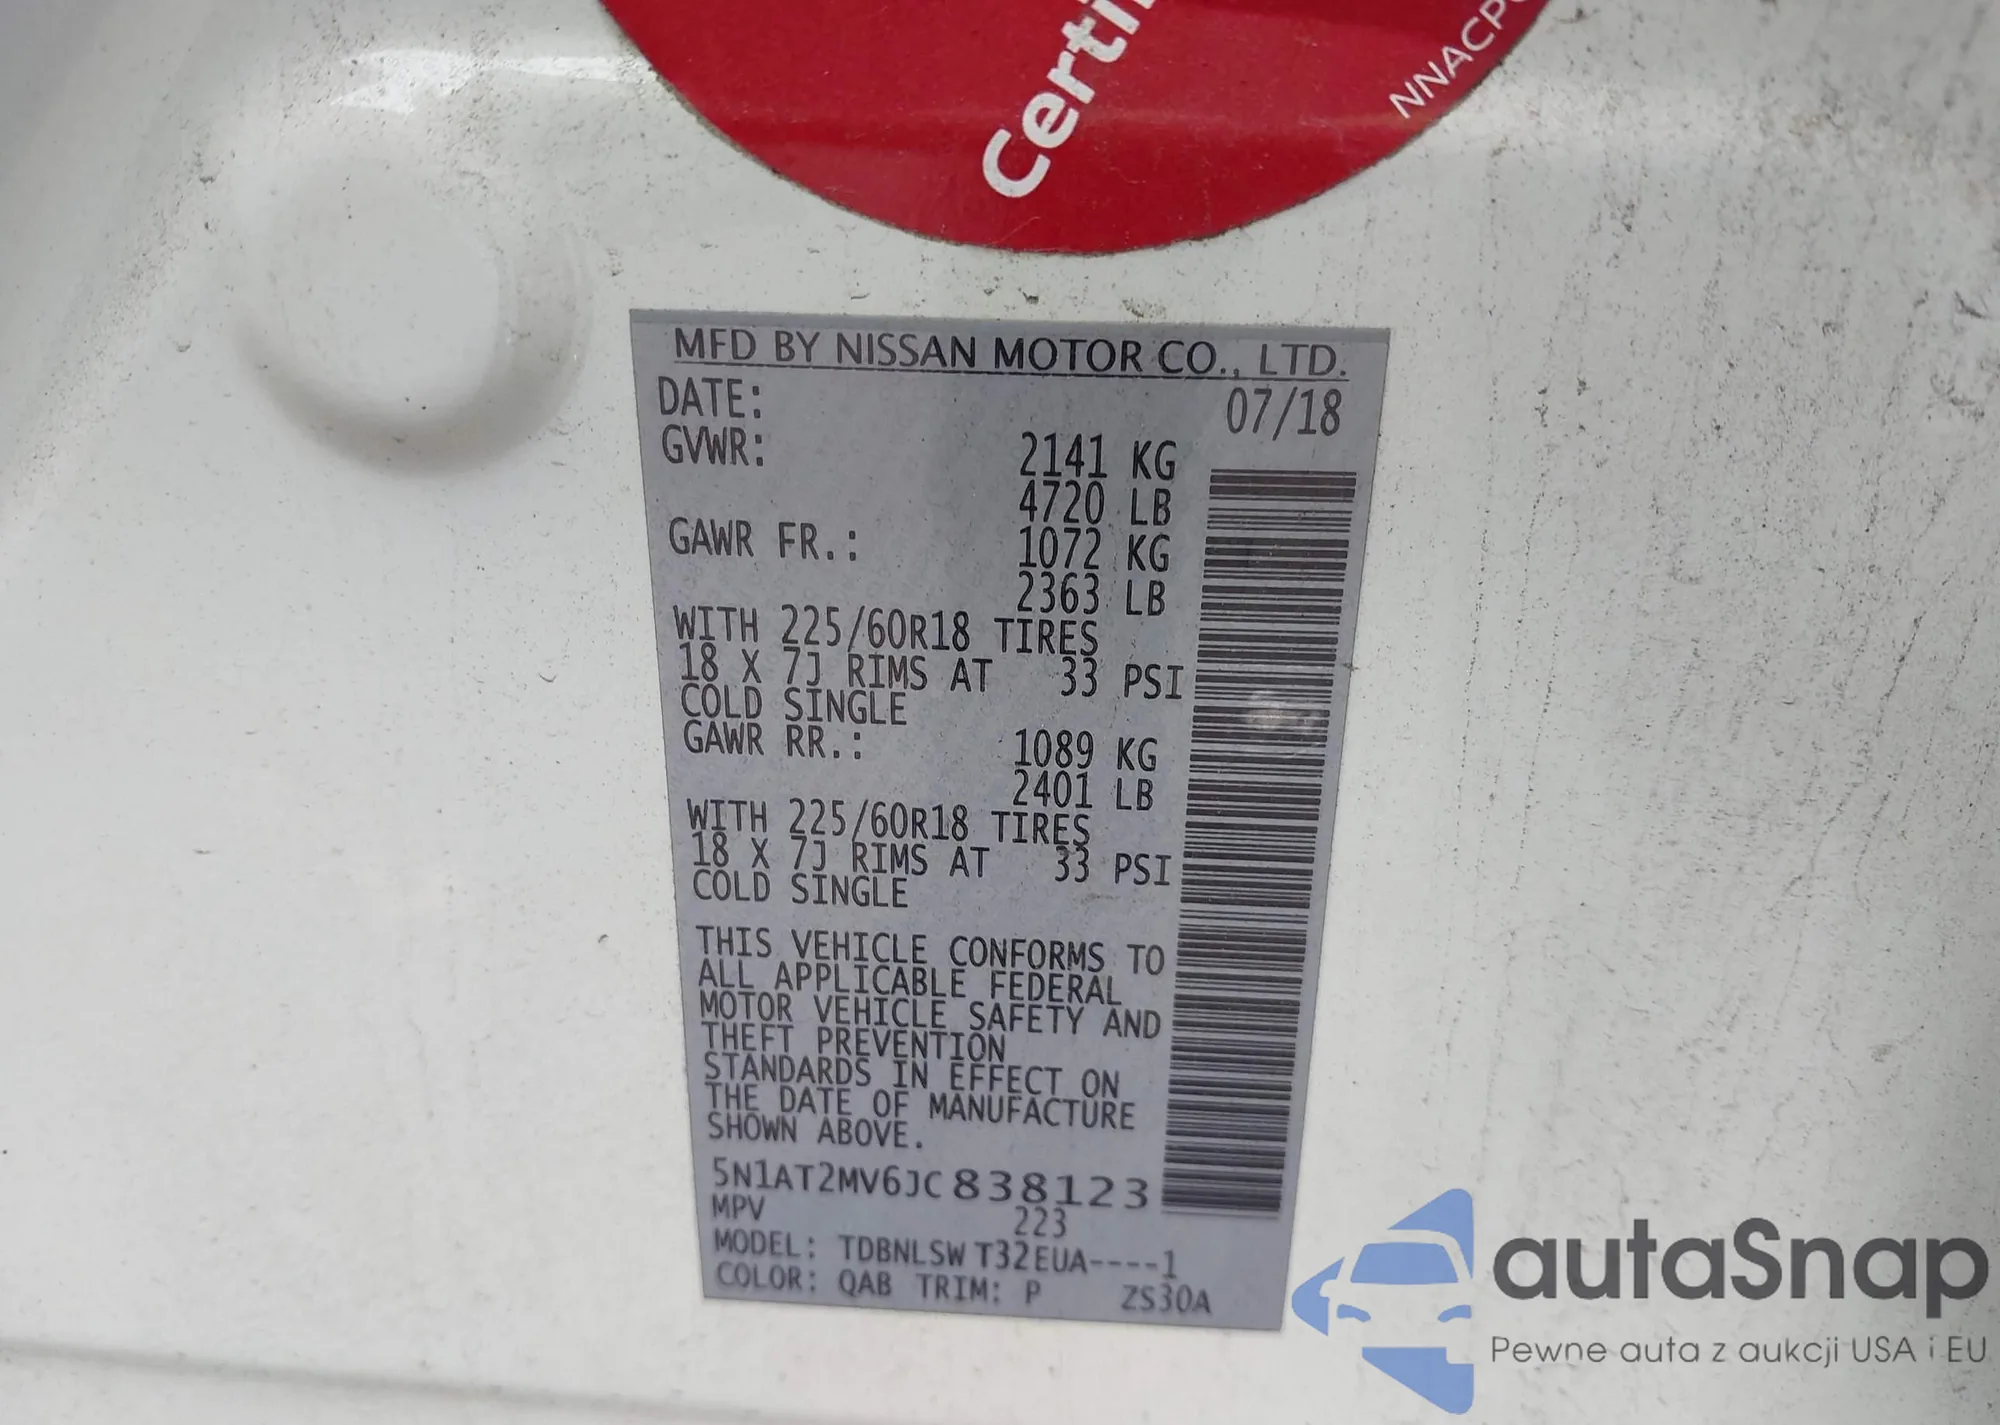 Certi
NNACP
MFD BY NISSAN MOTOR CO., LTD.
DATE: 07/18
GVWR: 2141 KG
4720 LB
GAWR FR.: 1072 KG
2363 LB
WITH 225/60R18 TIRES
18 X 7J RIMS AT 33 PSI
COLD SINGLE
GAWR RR.: 1089 KG
2401 LB
WITH 225/60R18 TIRES
18 X 7J RIMS AT 33 PSI
COLD SINGLE
THIS VEHICLE CONFORMS TO
ALL APPLICABLE FEDERAL
MOTOR VEHICLE SAFETY AND
THEFT PREVENTION
STANDARDS IN EFFECT ON
THE DATE OF MANUFACTURE
SHOWN ABOVE.
5N1AT2MV6JC838123
MPV 223
MODEL: TDBNLSW T32EUA----1
COLOR: QAB TRIM: P ZS30A
autaSnap
Pewne auta z aukcji USA i EU